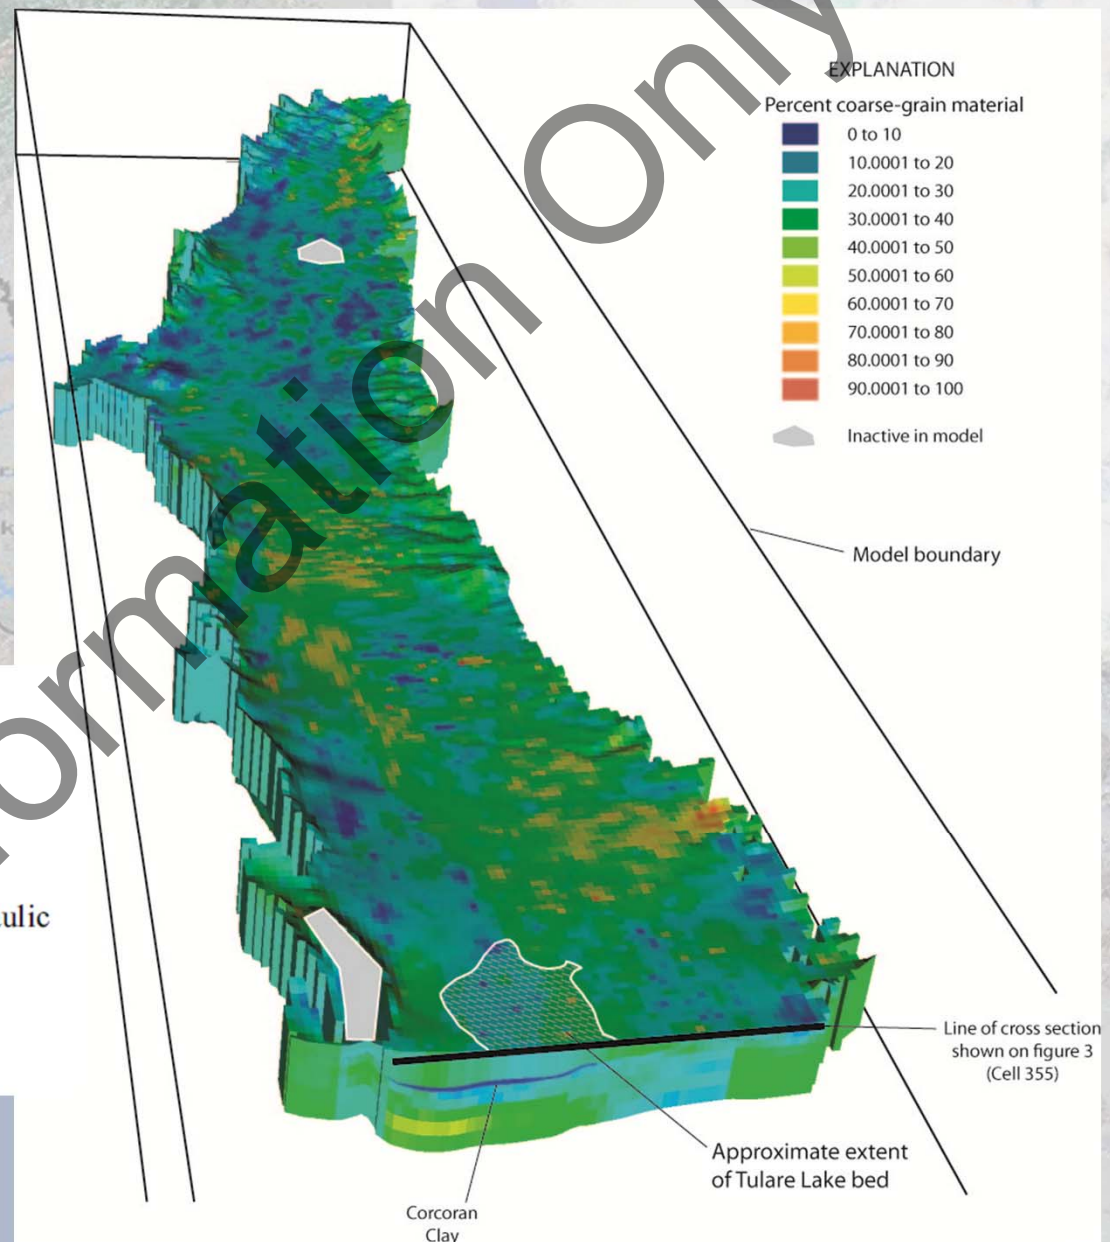 EXPLANATION
Percent coarse-grain material
0 to 10
10.0001 to 20
20.0001 to 30
30.0001 to 40
40.0001 to 50
50.0001 to 60
60.0001 to 70
70.0001 to 80
80.0001 to 90
90.0001 to 100
Inactive in model
Model boundary
Line of cross section
shown on figure 3
(Cell 355)
Approximate extent
of Tulare Lake bed
Corcoran
Clay
ormation Only
ulic